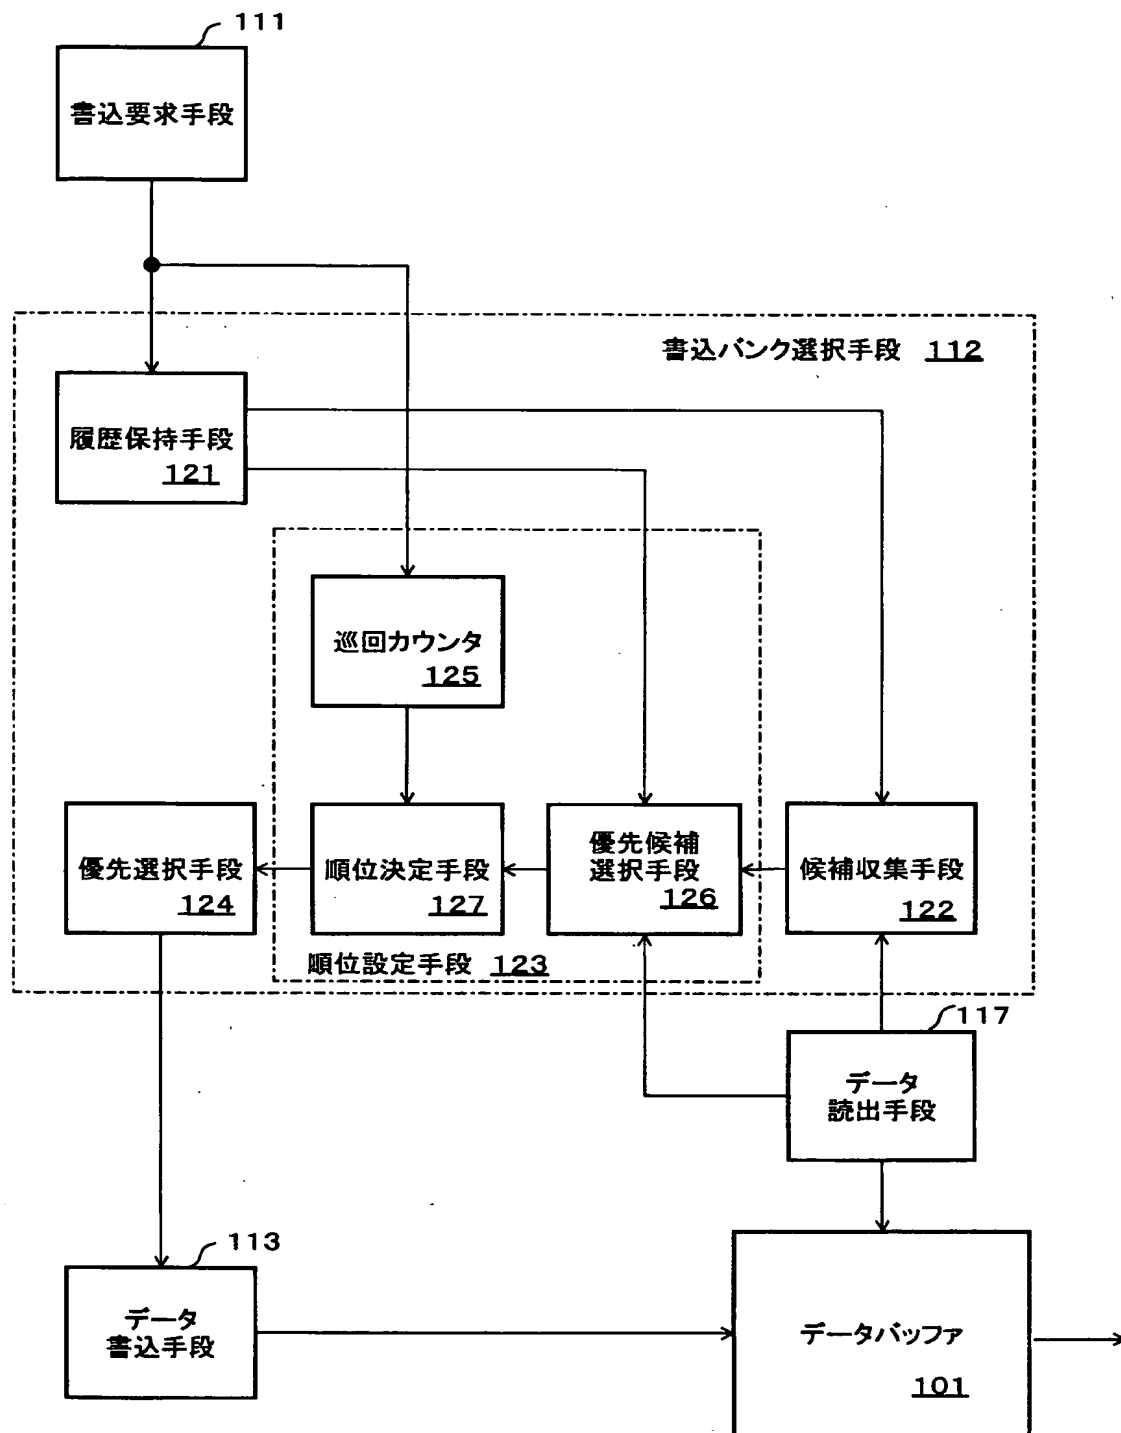 111
書込要求手段
書込バンク選択手段 112
履歴保持手段
121
巡回カウンタ
125
優先選択手段
124
順位決定手段
127
優先候補
選択手段
126
候補収集手段
122
順位設定手段 123
117
データ
読出手段
113
データ
書込手段
データバッファ
101